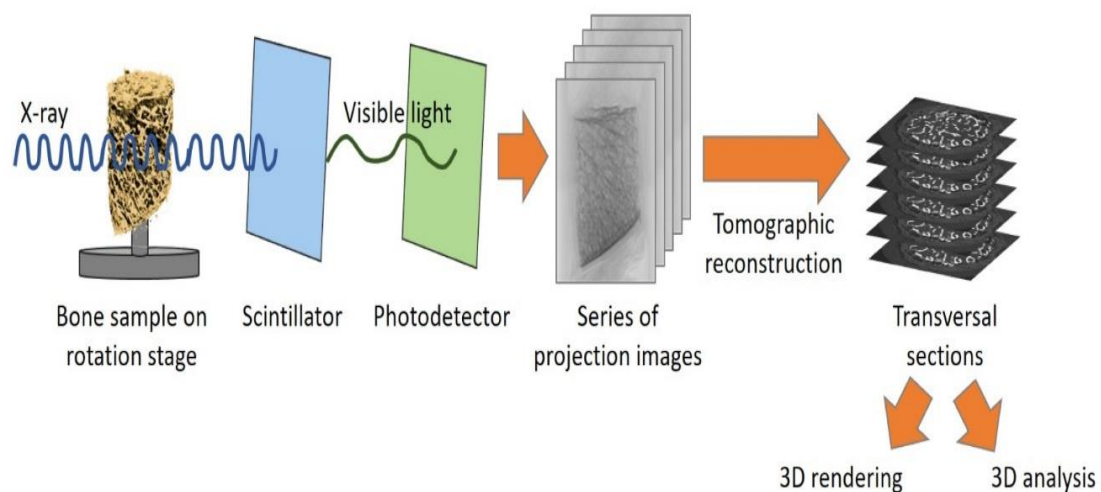 X-ray
Visible light
Tomographic
reconstruction
Bone sample on
rotation stage
Scintillator
Photodetector
Series of
projection images
Transversal
sections
3D rendering
3D analysis